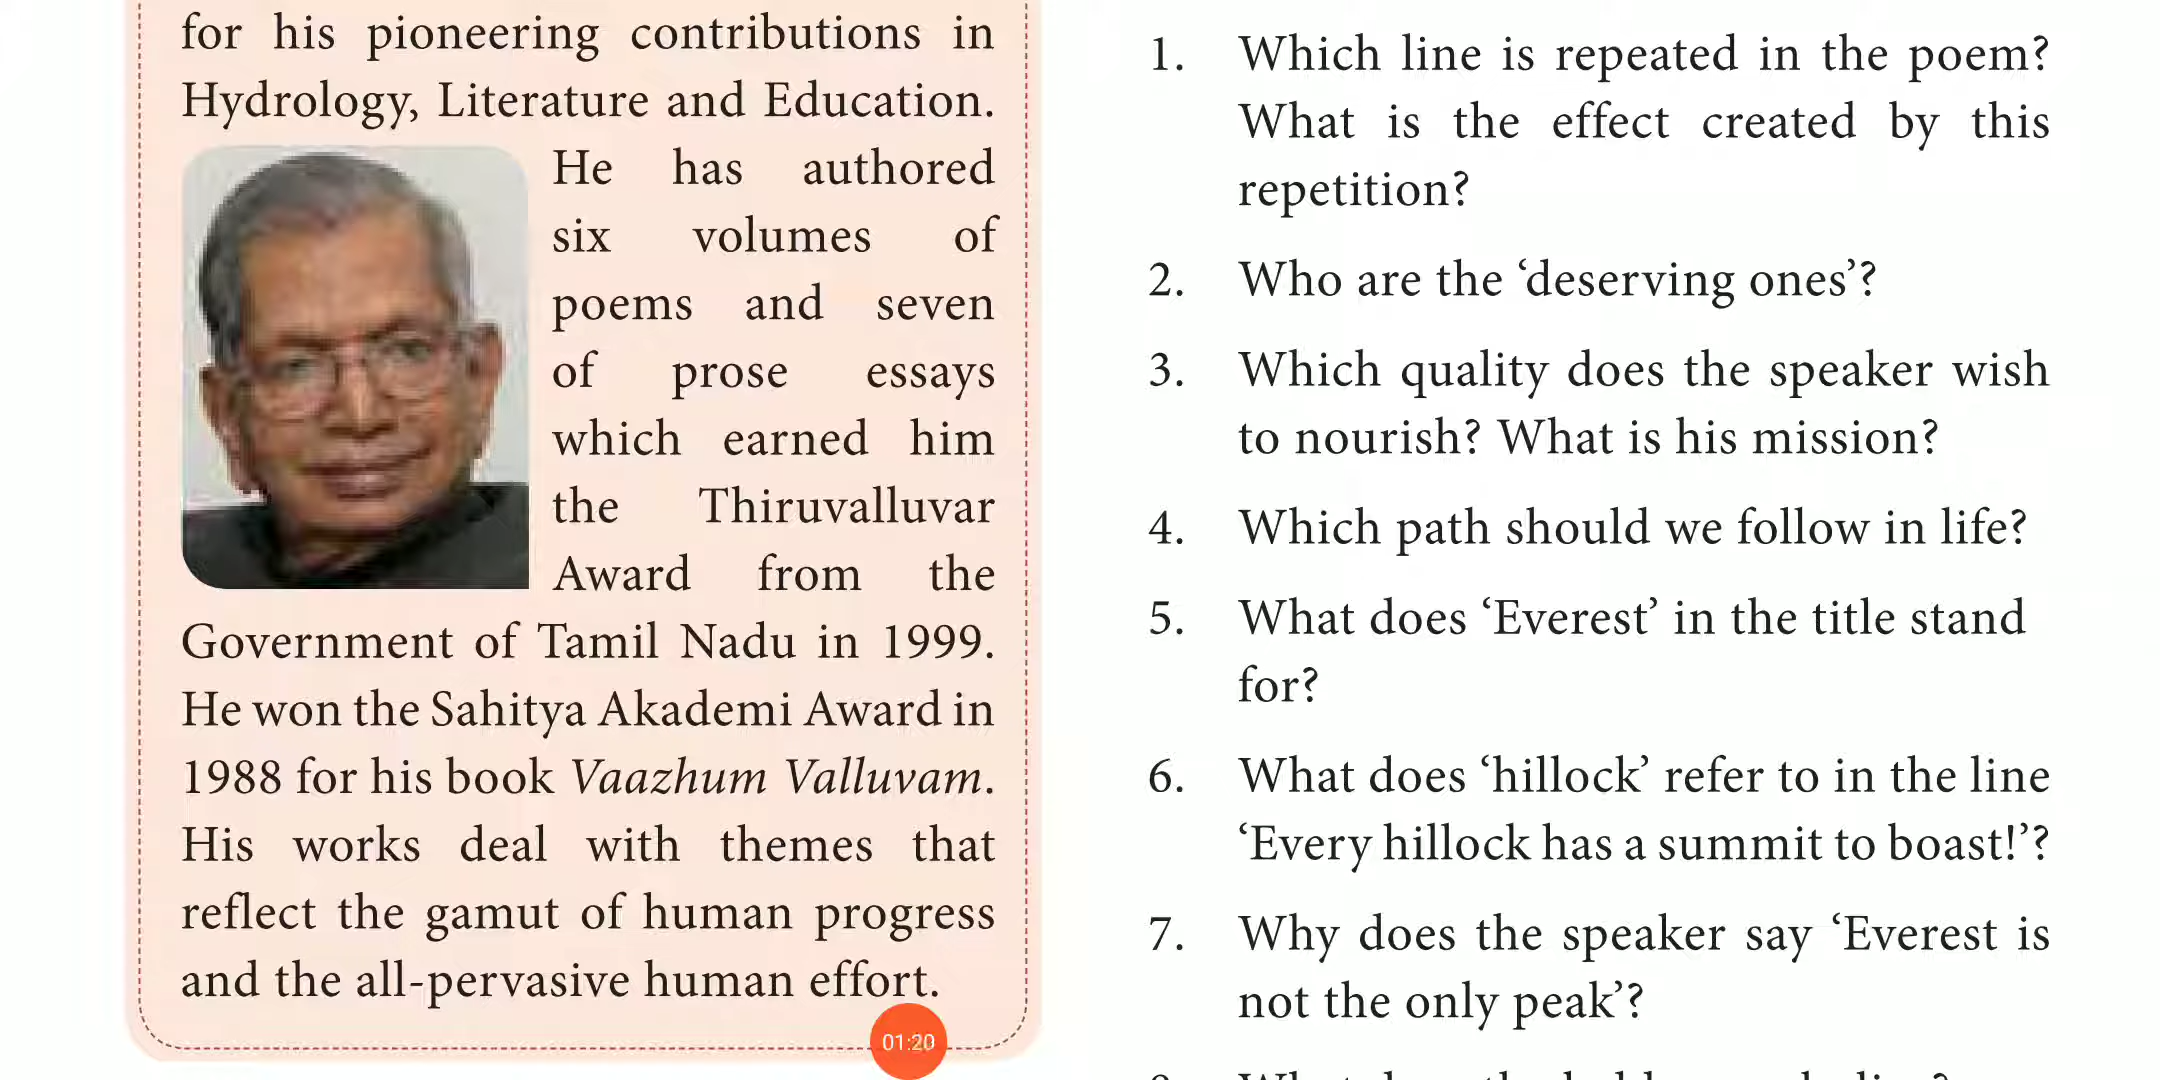 for his pioneering contributions in
Hydrology, Literature and Education.
He has authored
six volumes of
poems and seven
of prose essays
which earned him
the Thiruvalluvar
Award from the
Government of Tamil Nadu in 1999.
He won the Sahitya Akademi Award in
1988 for his book Vaazhum Valluvam.
His works deal with themes that
reflect the gamut of human progress
and the all-pervasive human effort.
01:20
1. Which line is repeated in the poem?
What is the effect created by this
repetition?
2. Who are the ‘deserving ones’?
3. Which quality does the speaker wish
to nourish? What is his mission?
4. Which path should we follow in life?
5. What does ‘Everest’ in the title stand
for?
6. What does ‘hillock’ refer to in the line
‘Every hillock has a summit to boast!’?
7. Why does the speaker say ‘Everest is
not the only peak’?